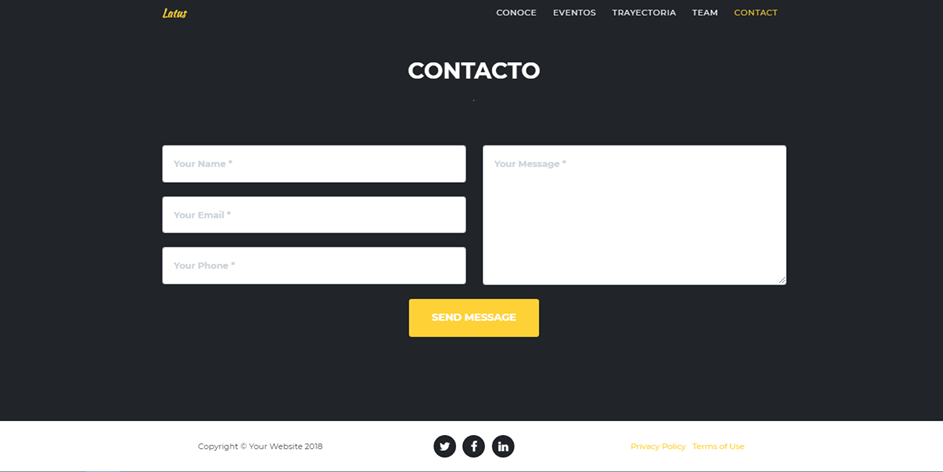 Latus
CONOCE EVENTOS TRAYECTORIA TEAM CONTACT
CONTACTO
Your Name *
Your Email *
Your Phone *
Your Message *
SEND MESSAGE
Copyright © Your Website 2018
Privacy Policy Terms of Use